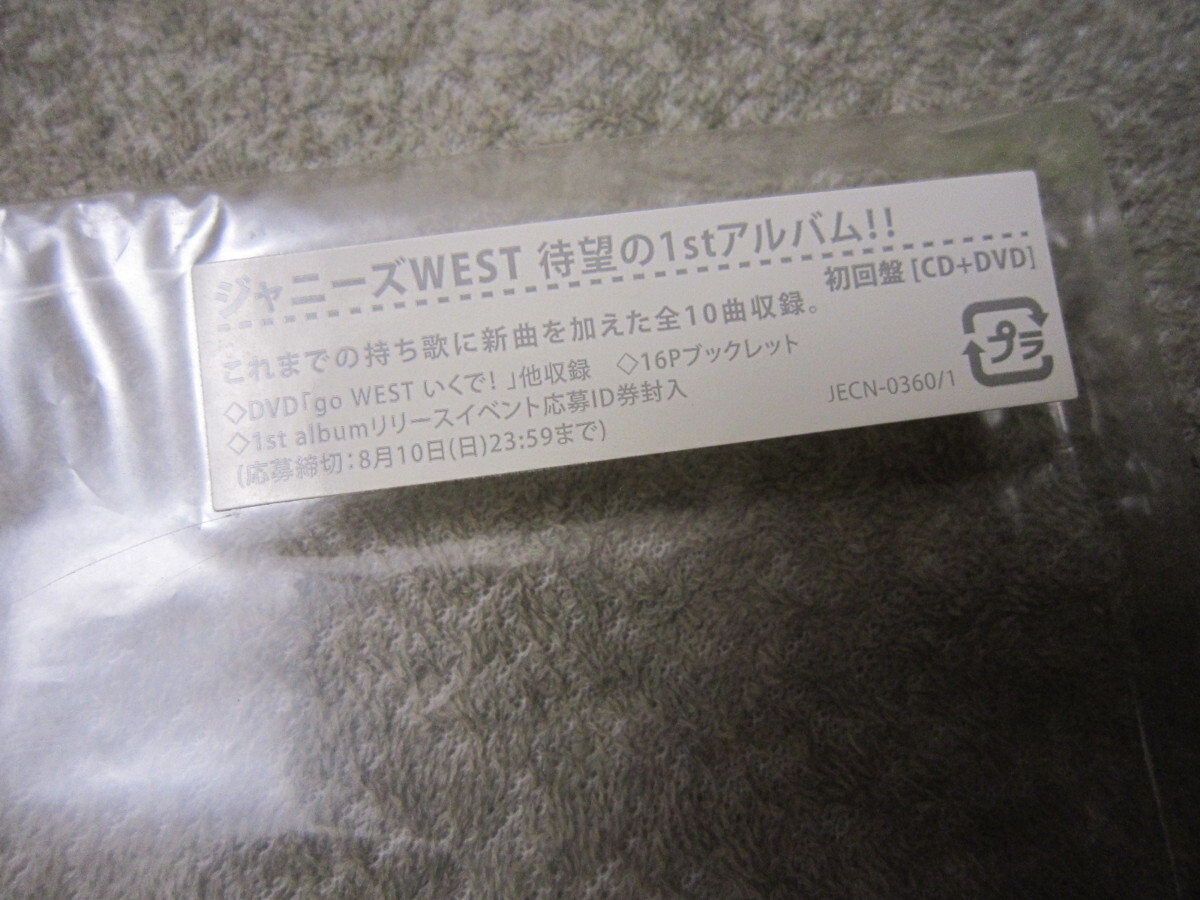 ジャニーズWEST 待望の1stアルバム!!
初回盤 [CD+DVD]
これまでの持ち歌に新曲を加えた全10曲収録。
◇DVD「go WEST いくで! 」他収録 ◇16Pブックレット
◇1st albumリリースイベント応募ID券封入
(応募締切:8月10日(日)23:59まで)
JECN-0360/1
プラ